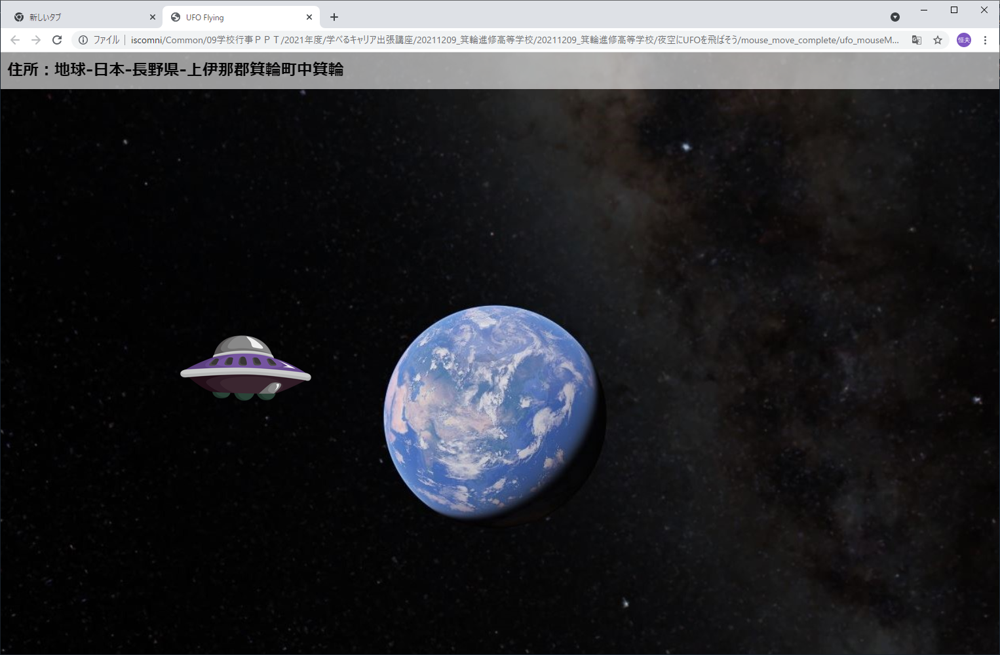 新しいタブ
UFO Flying
ファイル
iscomni/Common/09学校行事ＰＰＴ/2021年度/学べるキャリア出張講座/20211209_箕輪進修高等学校/20211209_箕輪進修高等学校/夜空にUFOを飛ばそう/mouse_move_complete/ufo_mouseM...
恒夫
住所：地球-日本-長野県-上伊那郡箕輪町中箕輪